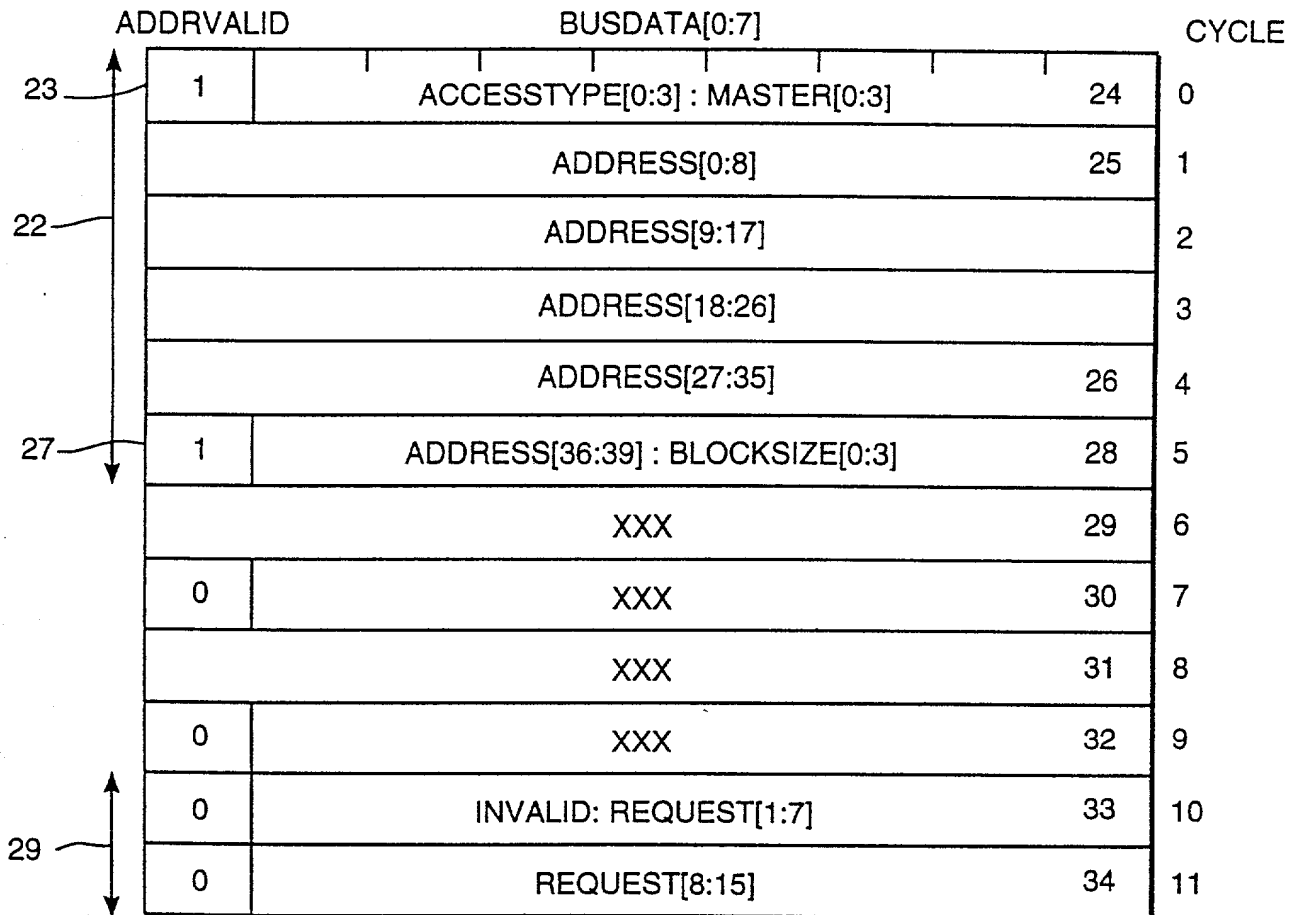 ADDRVALID BUSDATA[0:7] CYCLE
23 1 ACCESSTYPE[0:3] : MASTER[0:3] 24 0
ADDRESS[0:8] 25 1
22 ADDRESS[9:17] 2
ADDRESS[18:26] 3
ADDRESS[27:35] 26 4
27 1 ADDRESS[36:39] : BLOCKSIZE[0:3] 28 5
XXX 29 6
0 XXX 30 7
XXX 31 8
0 XXX 32 9
0 INVALID: REQUEST[1:7] 33 10
29
0 REQUEST[8:15] 34 11